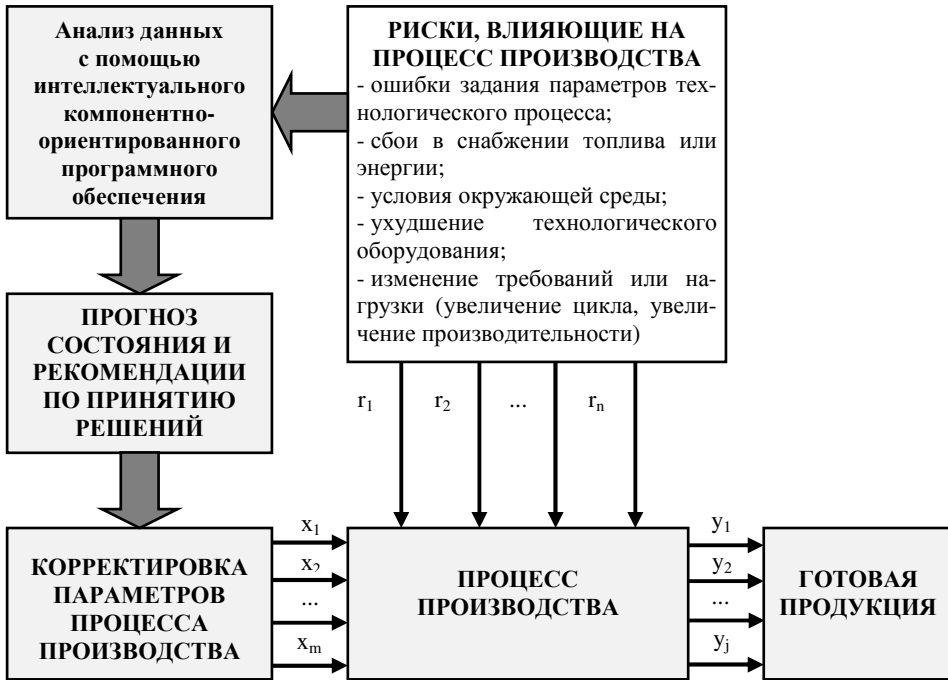 Анализ данных
с помощью
интеллектуального
компонентно-
ориентированного
программного
обеспечения
РИСКИ, ВЛИЯЮЩИЕ НА
ПРОЦЕСС ПРОИЗВОДСТВА
- ошибки задания параметров тех-
нологического процесса;
- сбои в снабжении топлива или
энергии;
- условия окружающей среды;
- ухудшение технологического
оборудования;
- изменение требований или на-
грузки (увеличение цикла, увели-
чение производительности)
ПРОГНОЗ
СОСТОЯНИЯ И
РЕКОМЕНДАЦИИ
ПО ПРИНЯТИЮ
РЕШЕНИЙ
r1 r2 ... rn
КОРРЕКТИРОВКА
ПАРАМЕТРОВ
ПРОЦЕССА
ПРОИЗВОДСТВА
x1
x2
...
xm
ПРОЦЕСС
ПРОИЗВОДСТВА
y1
y2
...
yj
ГОТОВАЯ
ПРОДУКЦИЯ